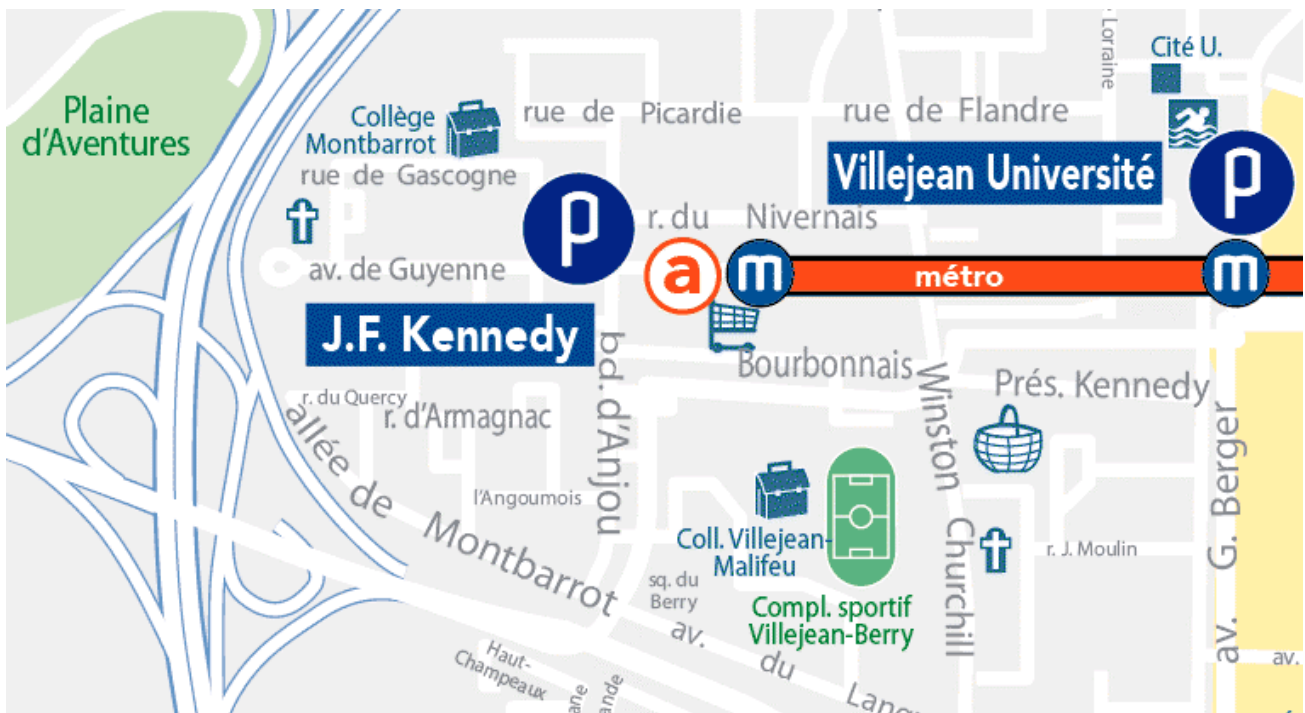 Lorraine
Cité U.
Plaine
d'Aventures
Collège
Montbarrot
rue de Picardie
rue de Flandre
rue de Gascogne
Villejean Université
P
P
r. du Nivernais
av. de Guyenne
a
m
métro
m
J.F. Kennedy
bd. d'Anjou
Bourbonnais
Winston Churchill
Prés. Kennedy
r. du Quercy
r. d'Armagnac
allée de Montbarrot
l'Angoumois
av. G. Berger
Coll. Villejean-
Malifeu
r. J. Moulin
sq. du
Berry
Compl. sportif
Villejean-Berry
av. du
Haut-
Champeaux
av.